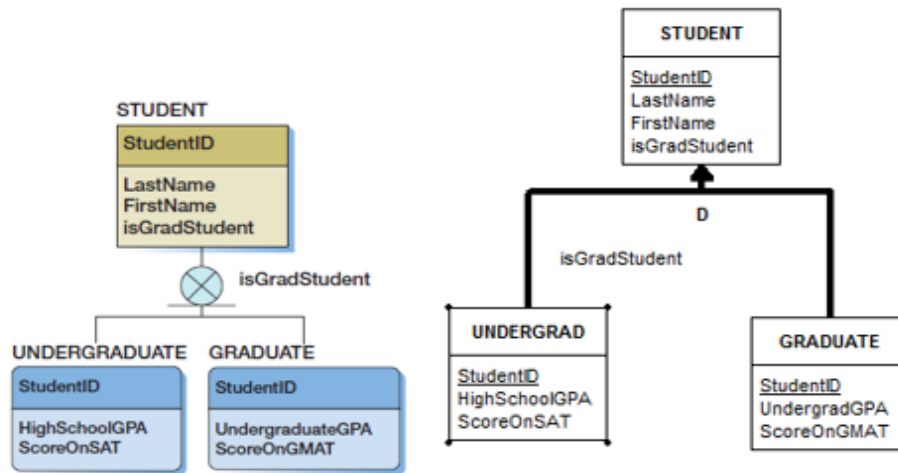 STUDENT
StudentID
LastName
FirstName
isGradStudent
isGradStudent
UNDERGRADUATE
StudentID
HighSchoolGPA
ScoreOnSAT
GRADUATE
StudentID
UndergraduateGPA
ScoreOnGMAT
STUDENT
StudentID
LastName
FirstName
isGradStudent
D
isGradStudent
UNDERGRAD
StudentID
HighSchoolGPA
ScoreOnSAT
GRADUATE
StudentID
UndergradGPA
ScoreOnGMAT